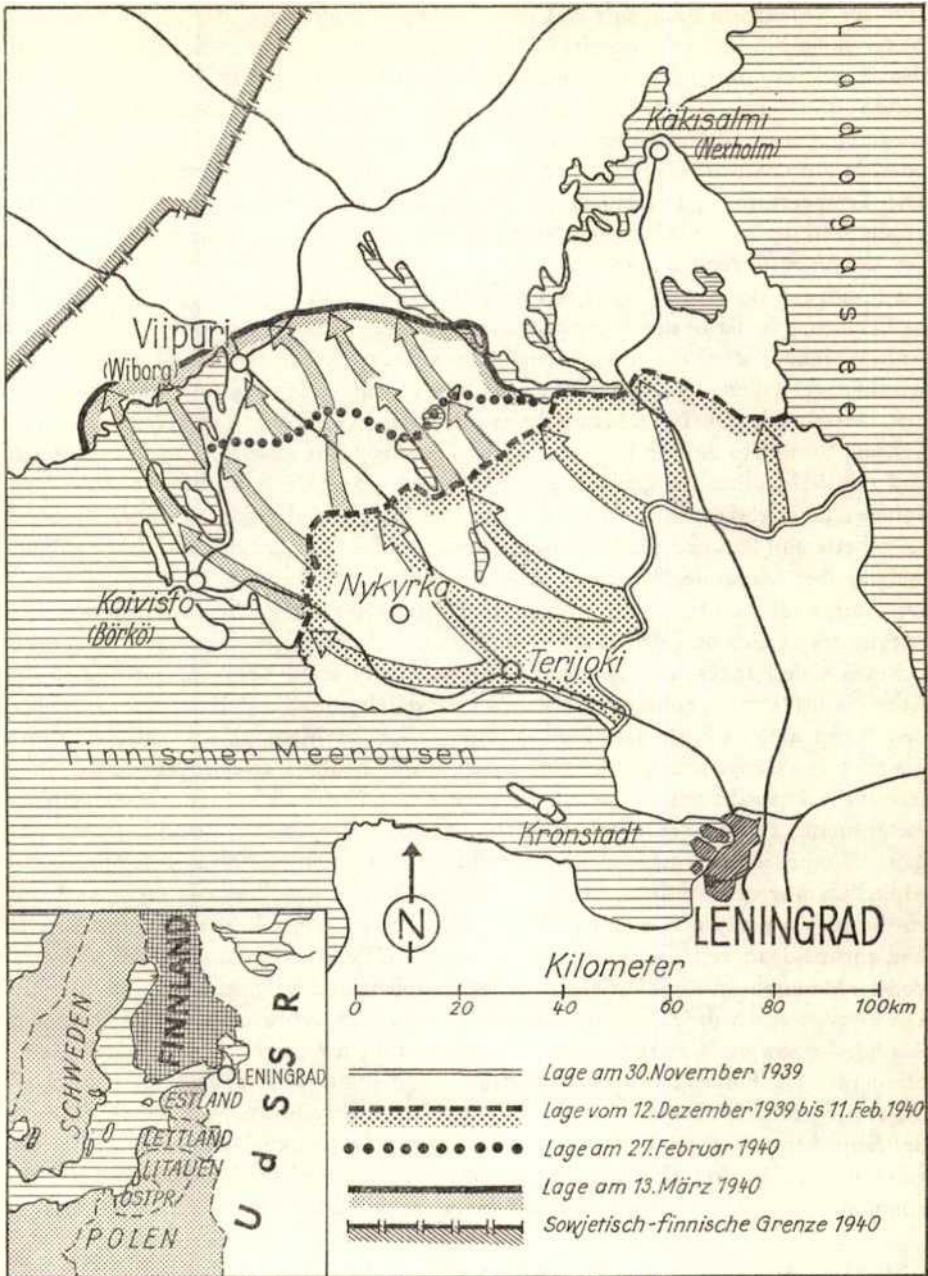 Ladogasee
Käkisalmi
(Nexholm)
Viipuri
(Wiborg)
Koivisto
(Börkö)
Nykyrka
Terijoki
Finnischer Meerbusen
Kronstadt
LENINGRAD
N
Kilometer
0 20 40 60 80 100km
SCHWEDEN
FINNLAND
LENINGRAD
ESTLAND
LETTLAND
LITAUEN
OSTPR.
POLEN
UdSSR
Lage am 30. November 1939
Lage vom 12. Dezember 1939 bis 11. Feb. 1940
Lage am 27. Februar 1940
Lage am 13. März 1940
Sowjetisch-finnische Grenze 1940